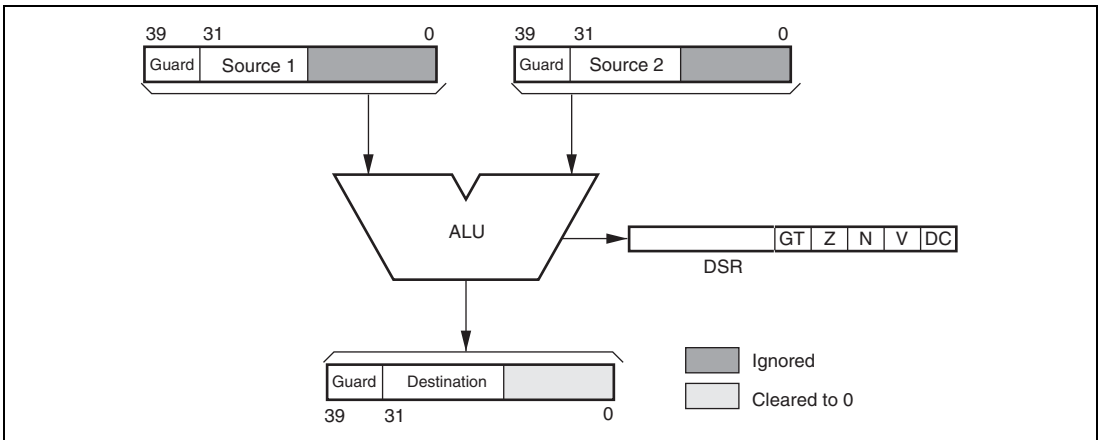 39 31 0 39 31 0
Guard Source 1 Guard Source 2
ALU
GT Z N V DC
DSR
Guard Destination
39 31 0
Ignored
Cleared to 0